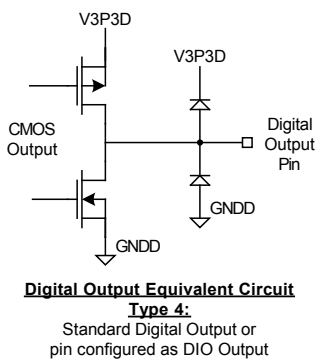 V3P3D
V3P3D
CMOS
Output
Digital
Output
Pin
GNDD
GNDD
Digital Output Equivalent Circuit
Type 4:
Standard Digital Output or
pin configured as DIO Output